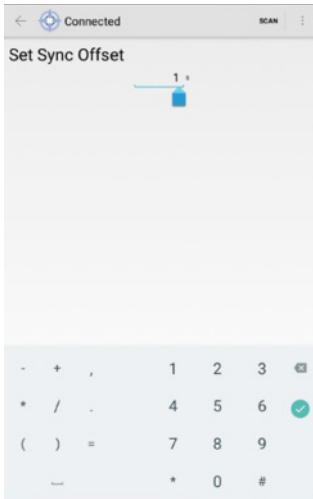 Connected SCAN
Set Sync Offset
1 s
- + , 1 2 3
* / . 4 5 6
( ) = 7 8 9
* 0 #